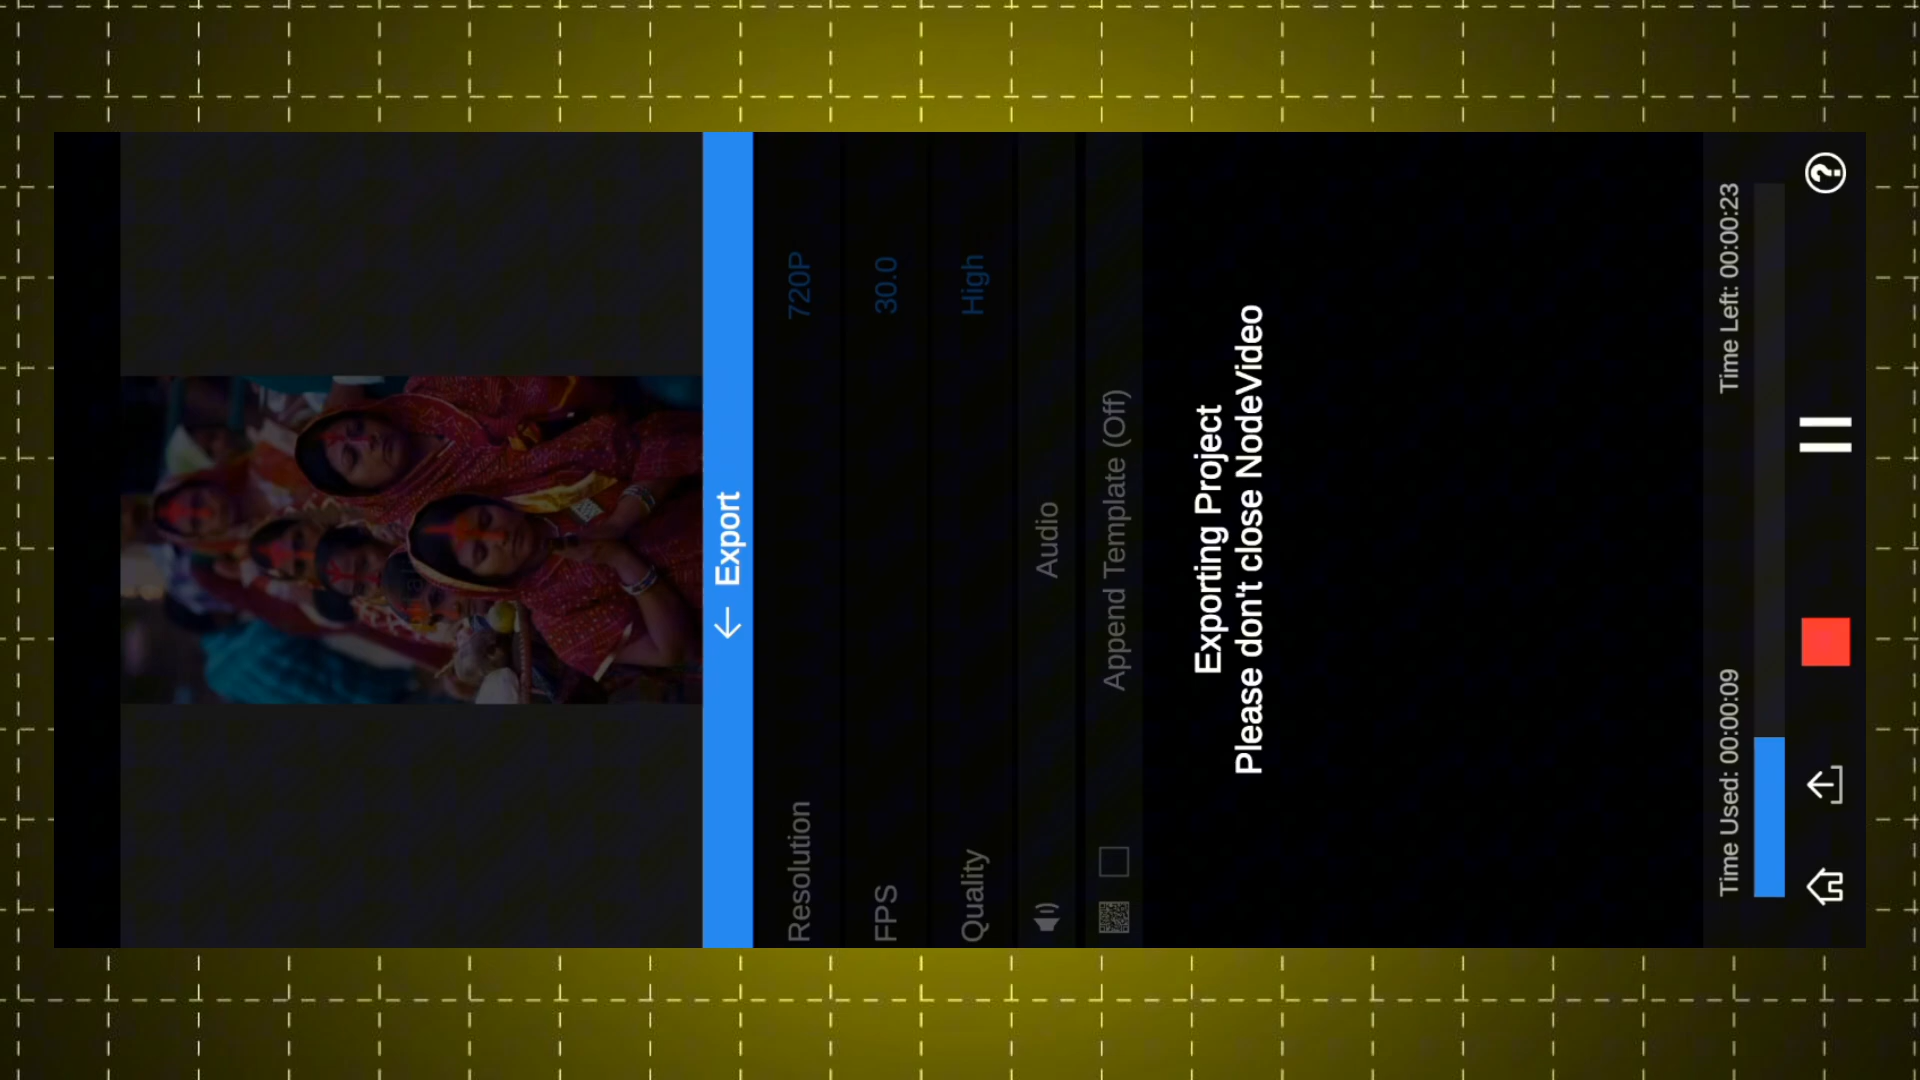 Export
Resolution 720P
FPS 30.0
Quality High
Audio
Append Template (Off)
Exporting Project
Please don't close NodeVideo
Time Used: 00:00:09 Time Left: 00:00:23